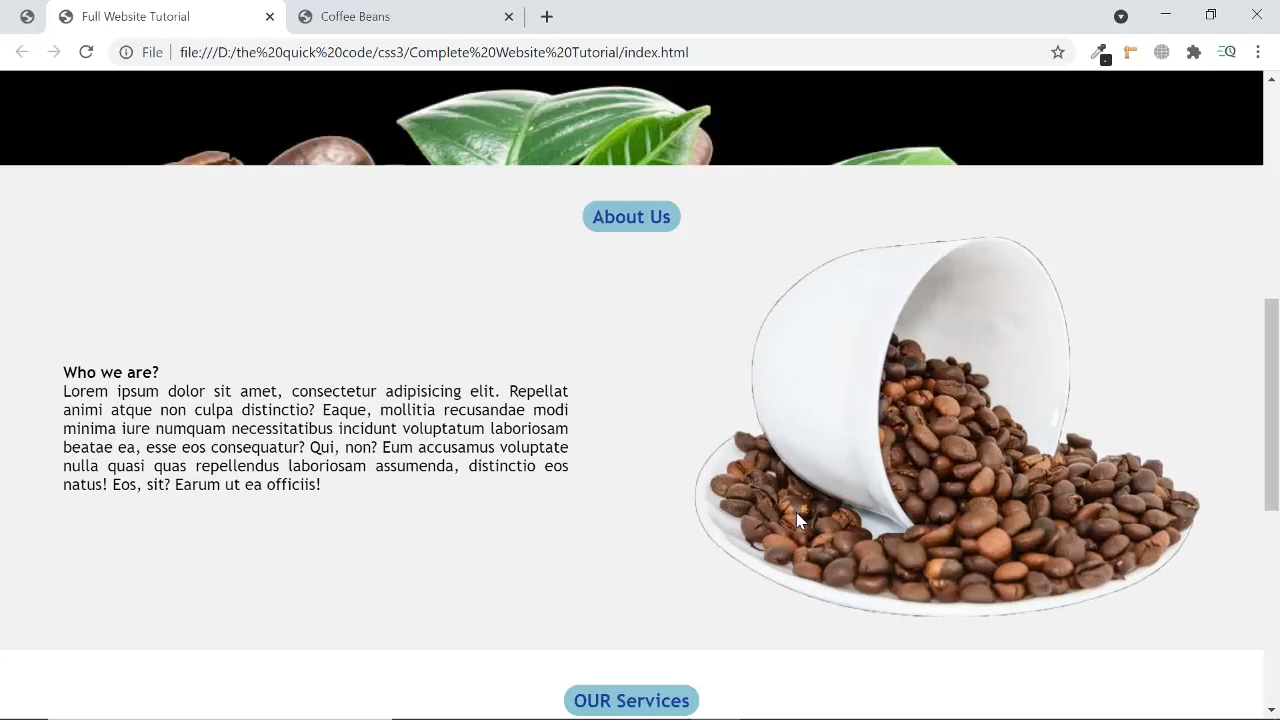 Full Website Tutorial
Coffee Beans
File file:///D:/the%20quick%20code/css3/Complete%20Website%20Tutorial/index.html
About Us
Who we are?
Lorem ipsum dolor sit amet, consectetur adipisicing elit. Repellat
animi atque non culpa distinctio? Eaque, mollitia recusandae modi
minima iure numquam necessitatibus incidunt voluptatum laboriosam
beatae ea, esse eos consequatur? Qui, non? Eum accusamus voluptate
nulla quasi quas repellendus laboriosam assumenda, distinctio eos
natus! Eos, sit? Earum ut ea officiis!
OUR Services